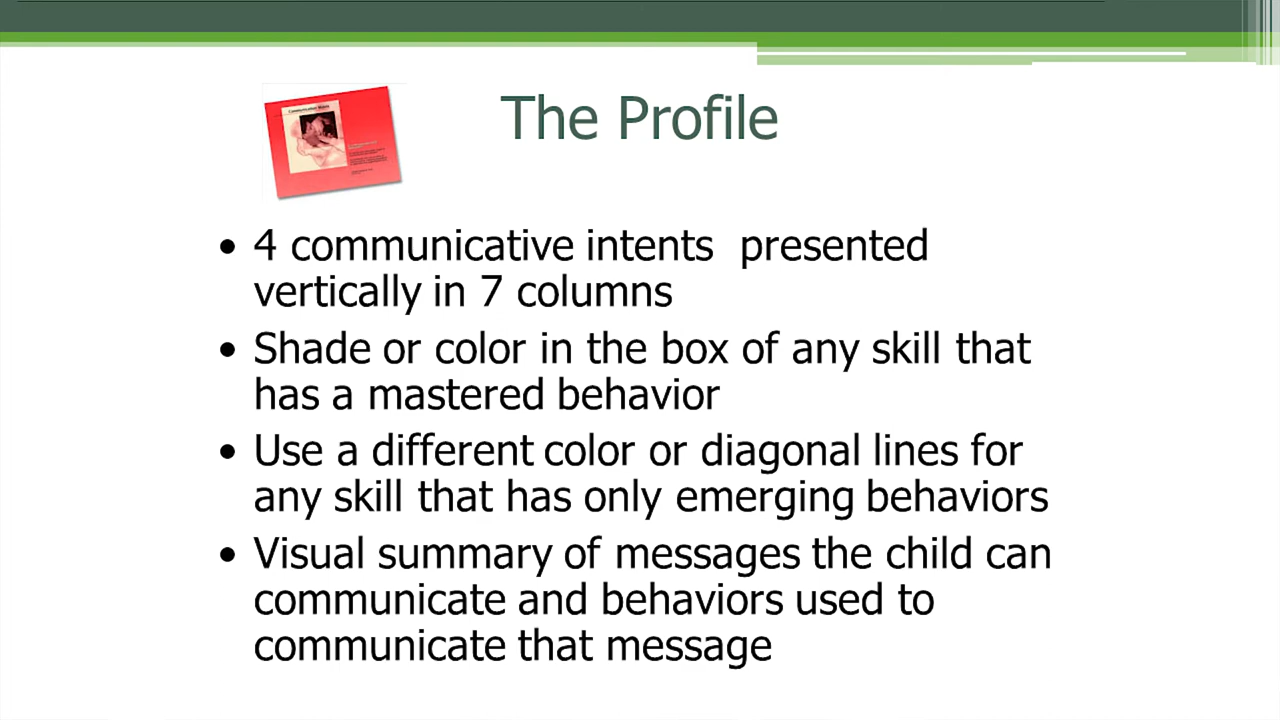 Communication Matrix
The Profile
• 4 communicative intents  presented
vertically in 7 columns
• Shade or color in the box of any skill that
has a mastered behavior
• Use a different color or diagonal lines for
any skill that has only emerging behaviors
• Visual summary of messages the child can
communicate and behaviors used to
communicate that message